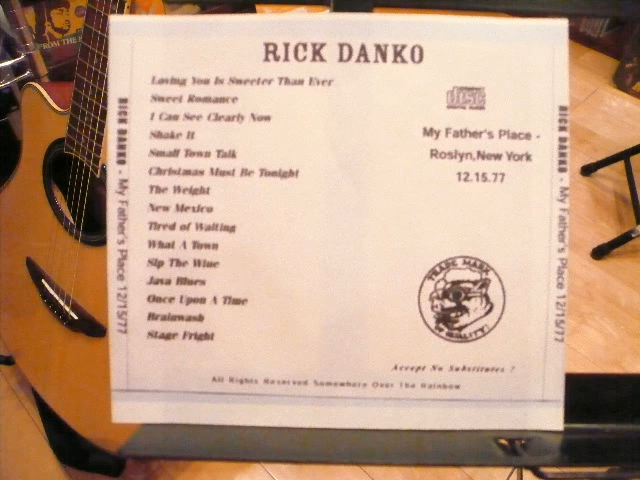 RICK DANKO
Loving You Is Sweeter Than Ever
Sweet Romance
I Can See Clearly Now
Shake It
Small Town Talk
Christmas Must Be Tonight
The Weight
New Mexico
Tired of Waiting
What A Town
Sip The Wine
Java Blues
Once Upon A Time
Brainwash
Stage Fright
disc
My Father's Place -
Roslyn,New York
12.15.77
TRADE MARK
OF QUALITY!
Accept No Substitutes !
All Rights Reserved Somewhere Over The Rainbow
RICK DANKO - My Father's Place 12/15/77
RICK DANKO - My Father's Place 12/15/77
FROM THE